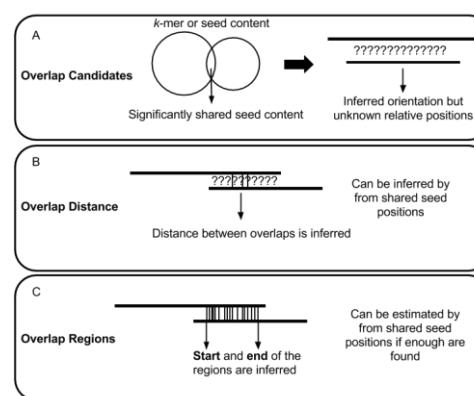 A
k-mer or seed content
??????????????
Overlap Candidates
Significantly shared seed content
Inferred orientation but
unknown relative positions
B
??????????
Overlap Distance
Can be inferred by
from shared seed
positions
Distance between overlaps is inferred
C
Overlap Regions
Can be estimated by
from shared seed
positions if enough are
found
Start and end of the
regions are inferred